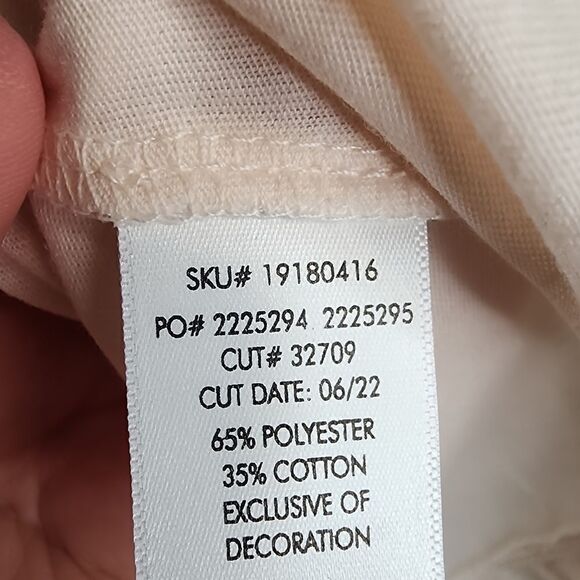 SKU# 19180416
PO# 2225294 2225295
CUT# 32709
CUT DATE: 06/22
65% POLYESTER
35% COTTON
EXCLUSIVE OF
DECORATION